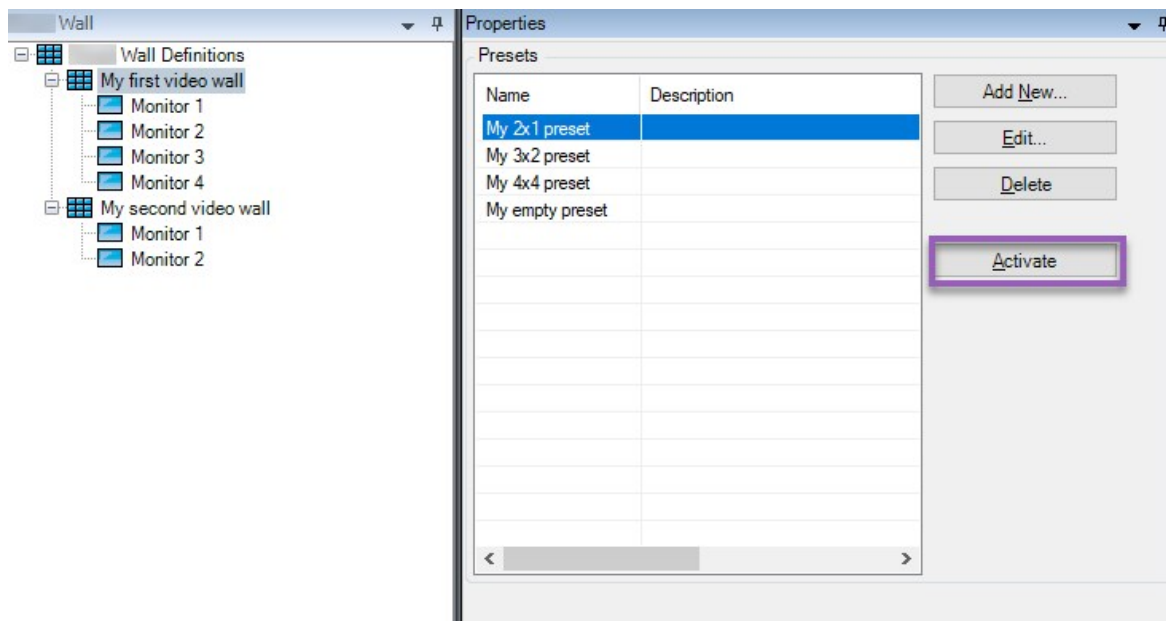 Wall
Wall Definitions
My first video wall
Monitor 1
Monitor 2
Monitor 3
Monitor 4
My second video wall
Monitor 1
Monitor 2
Properties
Presets
Name Description
My 2x1 preset
My 3x2 preset
My 4x4 preset
My empty preset
Add New...
Edit...
Delete
Activate